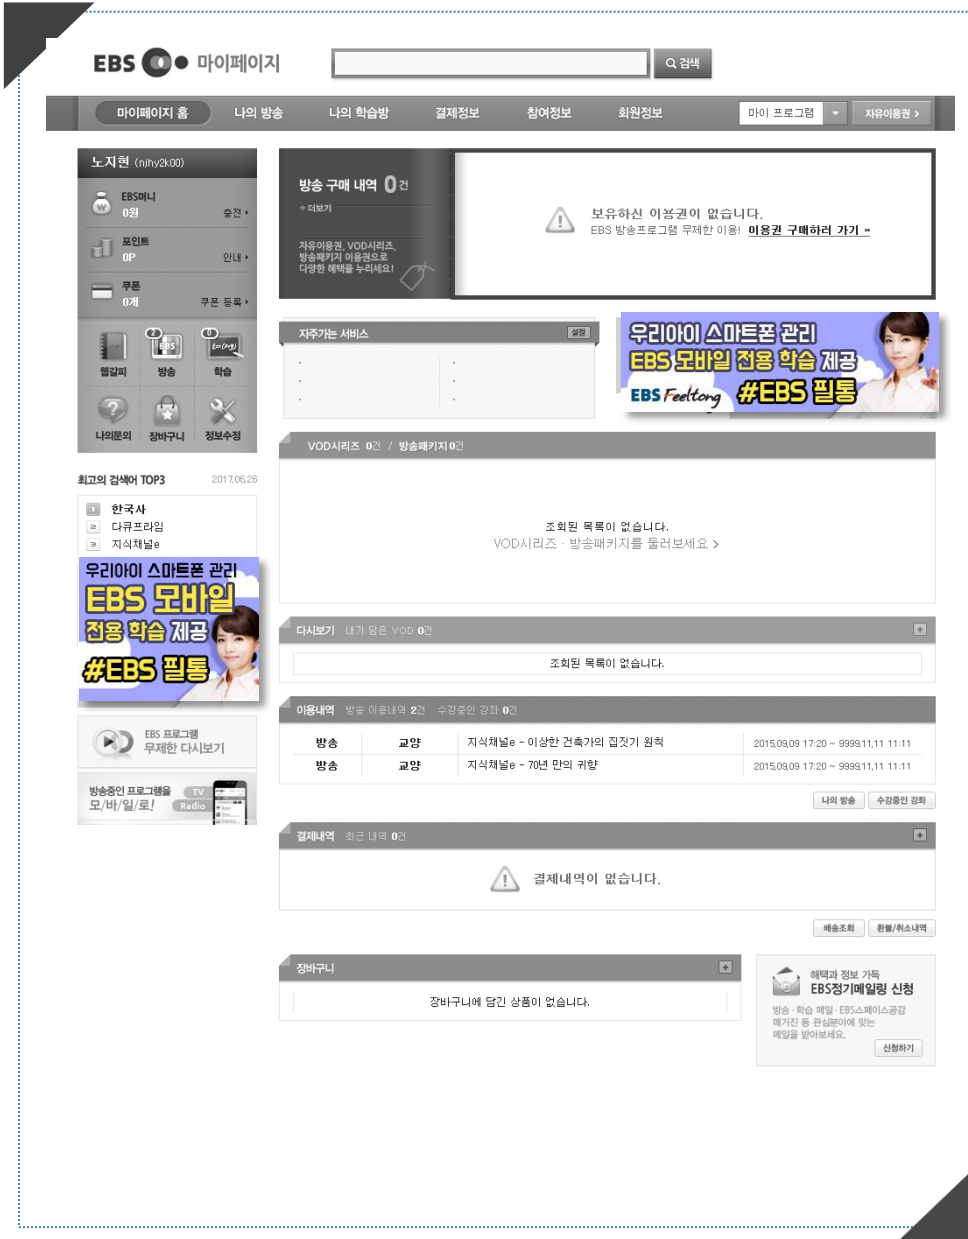 EBS 마이페이지
검색
마이페이지 홈 나의 방송 나의 학습방 결제정보 참여정보 회원정보 마이 프로그램 자유이용권 >
노지현 (njhy2k00)
EBS머니
0원 충전
포인트
0P 안내
쿠폰
0개 쿠폰 등록
2 EBS 0
웹갈피 방송 학습
나의문의 장바구니 정보수정
방송 구매 내역 0건
+ 더보기
자유이용권, VOD시리즈,
방송패키지 이용권으로
다양한 혜택을 누리세요!
보유하신 이용권이 없습니다.
EBS 방송프로그램 무제한 이용! 이용권 구매하러 가기 »
자주가는 서비스 설정
우리아이 스마트폰 관리
EBS 모바일 전용 학습 제공
EBS Feeltong #EBS 필통
VOD시리즈 0건 / 방송패키지 0건
조회된 목록이 없습니다.
VOD시리즈 · 방송패키지를 둘러보세요 >
최고의 검색어 TOP3 2017.06.26
1 한국사
2 다큐프라임
3 지식채널e
우리아이 스마트폰 관리
EBS 모바일
전용 학습 제공
#EBS 필통
EBS 프로그램
무제한 다시보기
방송중인 프로그램을
모/바/일/로!
TV
Radio
다시보기 내가 담은 VOD 0건
조회된 목록이 없습니다.
이용내역 방송 이용내역 2건 수강중인 강좌 0건
방송 교양 지식채널e - 이상한 건축가의 집짓기 원칙 2015.09.09 17:20 ~ 9999.11.11 11:11
방송 교양 지식채널e - 70년 만의 귀향 2015.09.09 17:20 ~ 9999.11.11 11:11
나의 방송 수강중인 강좌
결제내역 최근 내역 0건
결제내역이 없습니다.
배송조회 환불/취소내역
장바구니
장바구니에 담긴 상품이 없습니다.
해택과 정보 가득
EBS정기메일링 신청
방송 · 학습 메일 · EBS스페이스공감
매거진 등 관심분야에 맞는
메일을 받아보세요.
신청하기